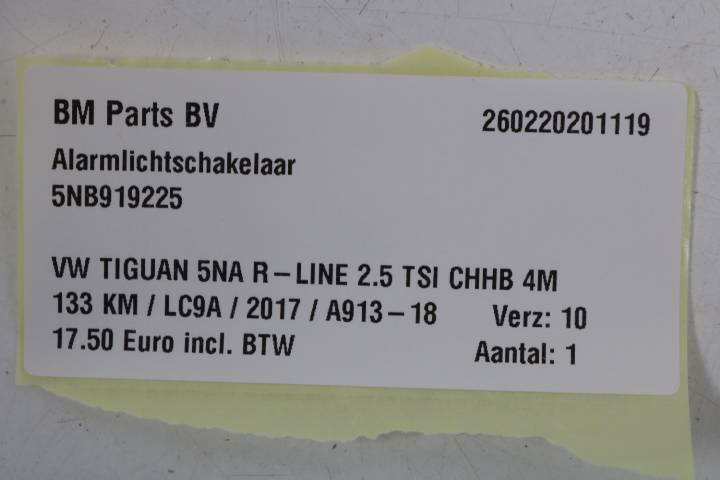 BM Parts BV 260220201119
Alarmlichtschakelaar
5NB919225
VW TIGUAN 5NA R-LINE 2.5 TSI CHHB 4M
133 KM / LC9A / 2017 / A913-18 Verz: 10
17.50 Euro incl. BTW Aantal: 1